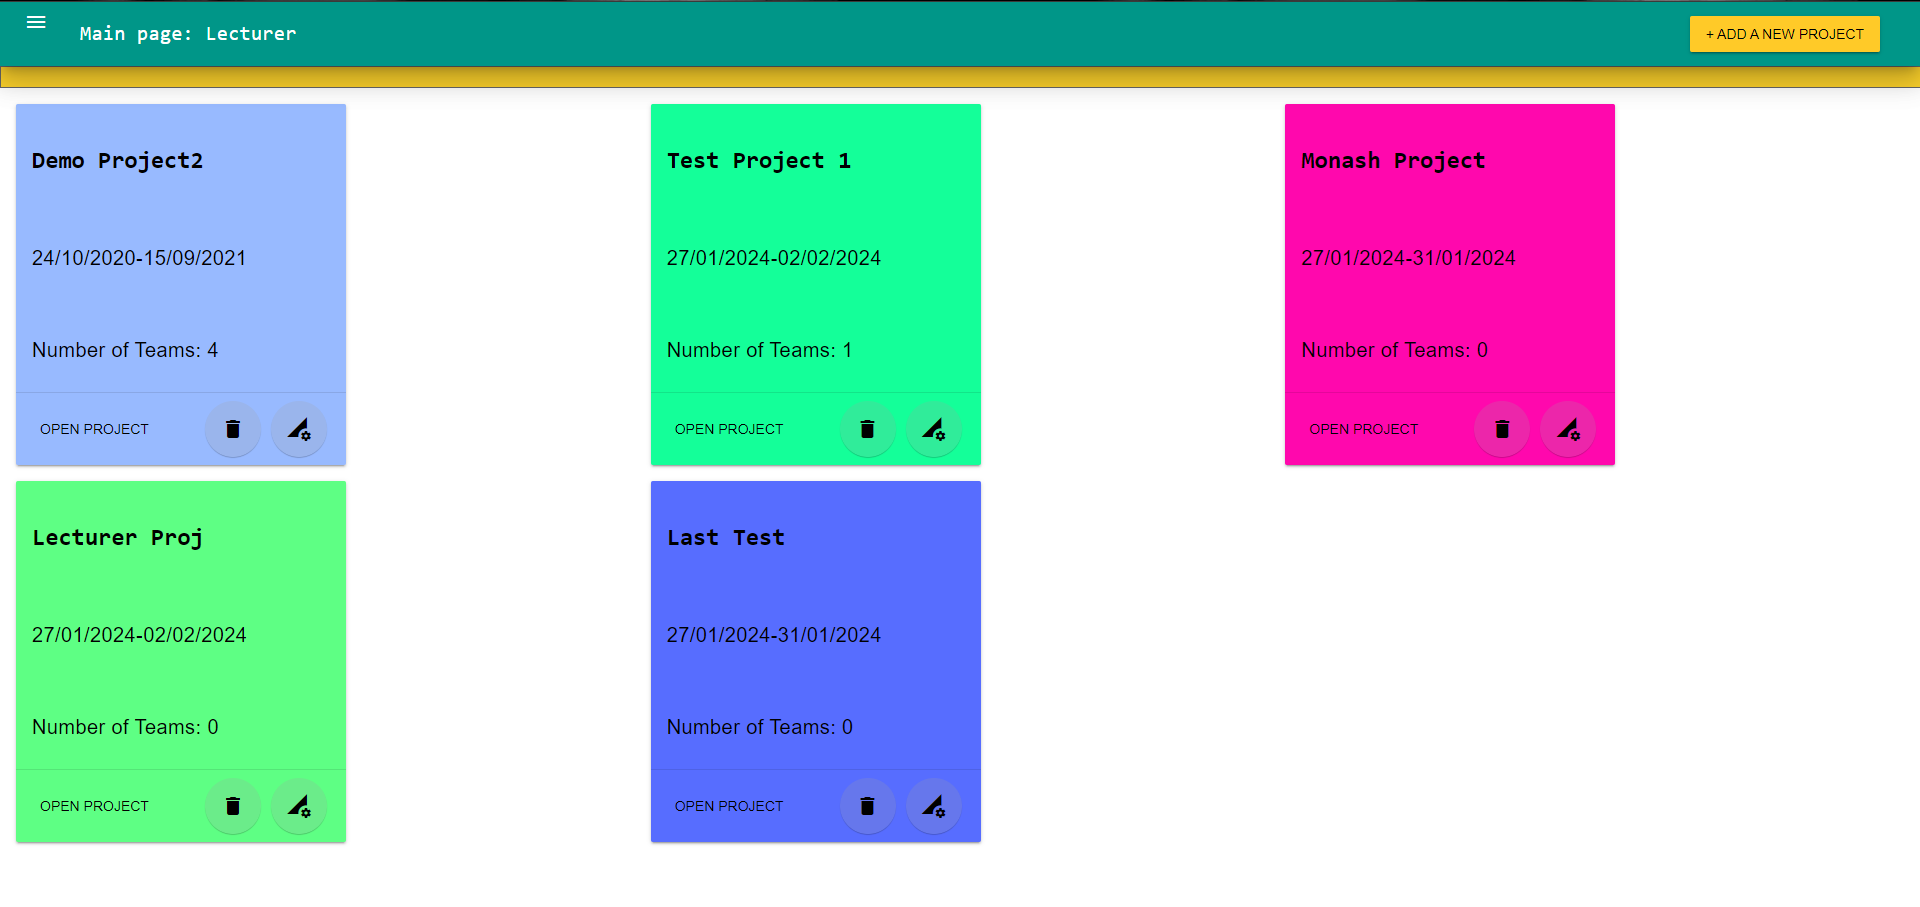 Main page: Lecturer
+ ADD A NEW PROJECT
Demo Project2
24/10/2020-15/09/2021
Number of Teams: 4
OPEN PROJECT
Test Project 1
27/01/2024-02/02/2024
Number of Teams: 1
OPEN PROJECT
Monash Project
27/01/2024-31/01/2024
Number of Teams: 0
OPEN PROJECT
Lecturer Proj
27/01/2024-02/02/2024
Number of Teams: 0
OPEN PROJECT
Last Test
27/01/2024-31/01/2024
Number of Teams: 0
OPEN PROJECT